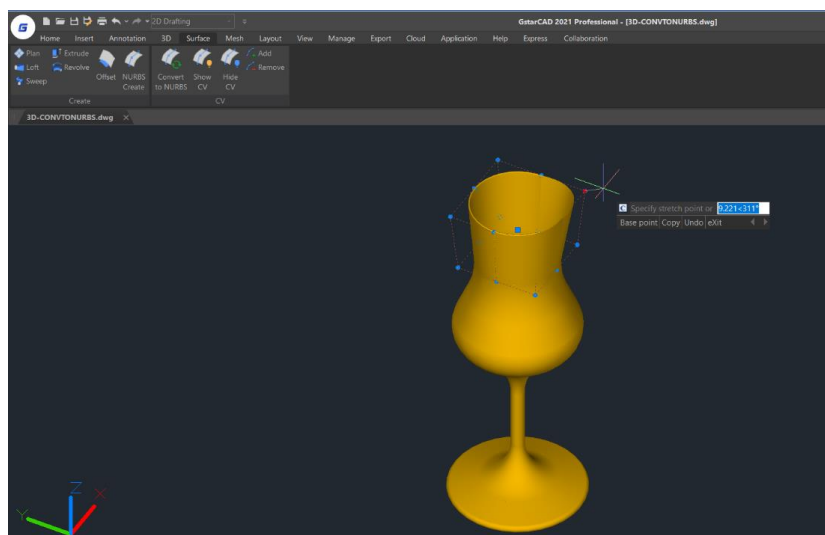 G
2D Drafting
GstarCAD 2021 Professional - [3D-CONVTONURBS.dwg]
Home Insert Annotation 3D Surface Mesh Layout View Manage Export Cloud Application Help Express Collaboration
Plan Extrude
Loft Revolve
Sweep
Offset NURBS Create
Convert to NURBS Show CV Hide CV
Add
Remove
Create CV
3D-CONVTONURBS.dwg
Specify stretch point or 9.221<311°
Base point Copy Undo eXit
Z
X
Y